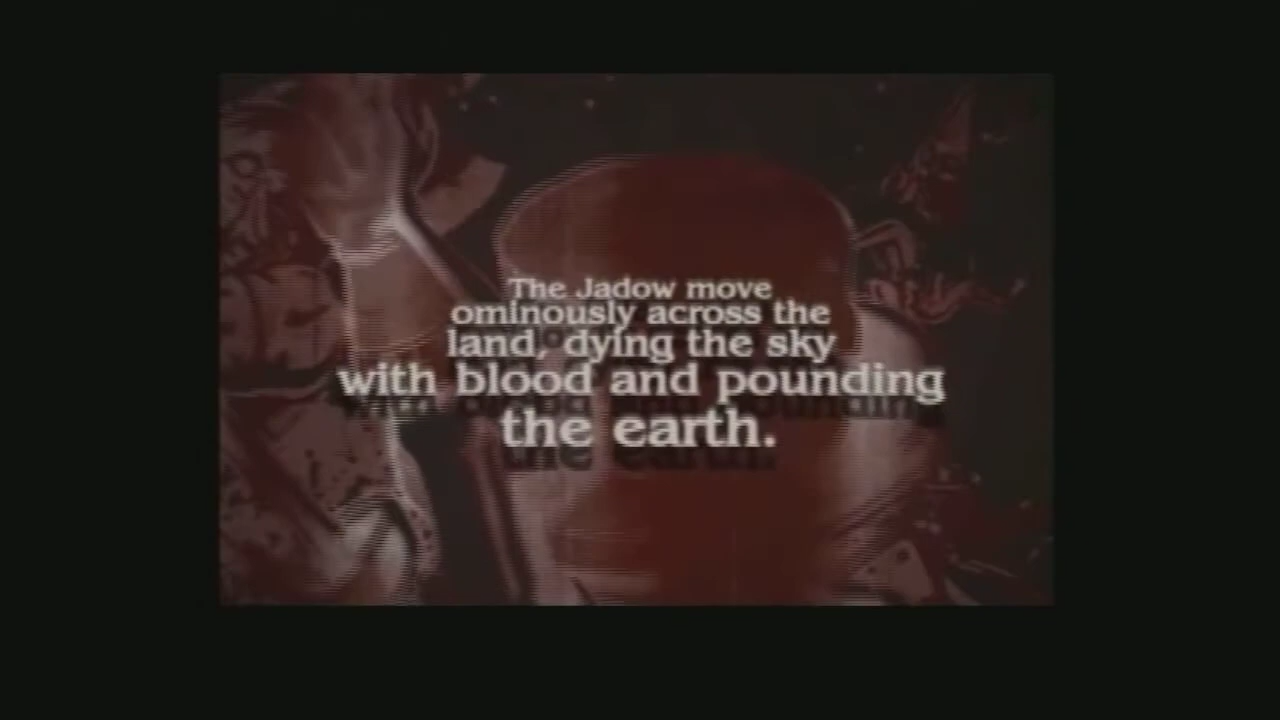 The Jadow move
ominously across the
land, dying the sky
with blood and pounding
the earth.